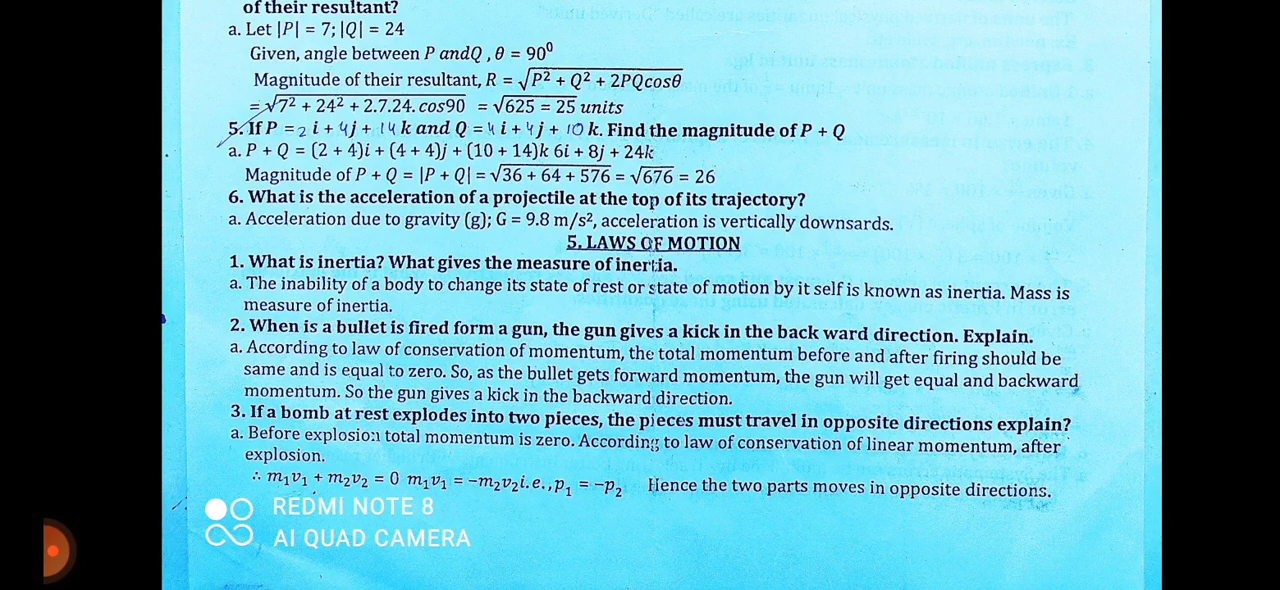 of their resultant?
a. Let |P| = 7; |Q| = 24
Given, angle between P andQ , θ = 90⁰
Magnitude of their resultant, R = √P² + Q² + 2PQcosθ
= √7² + 24² + 2.7.24. cos90 = √625 = 25 units
5. If P = 2 i + 4j + 14 k and Q = 4 i + 4 j + 10 k. Find the magnitude of P + Q
a. P + Q = (2 + 4)i + (4 + 4)j + (10 + 14)k 6i + 8j + 24k
Magnitude of P + Q = |P + Q| = √36 + 64 + 576 = √676 = 26
6. What is the acceleration of a projectile at the top of its trajectory?
a. Acceleration due to gravity (g); G = 9.8 m/s², acceleration is vertically downsards.
5. LAWS OF MOTION
1. What is inertia? What gives the measure of inertia.
a. The inability of a body to change its state of rest or state of motion by it self is known as inertia. Mass is
measure of inertia.
2. When is a bullet is fired form a gun, the gun gives a kick in the back ward direction. Explain.
a. According to law of conservation of momentum, the total momentum before and after firing should be
same and is equal to zero. So, as the bullet gets forward momentum, the gun will get equal and backward
momentum. So the gun gives a kick in the backward direction.
3. If a bomb at rest explodes into two pieces, the pieces must travel in opposite directions explain?
a. Before explosion total momentum is zero. According to law of conservation of linear momentum, after
explosion.
∴ m₁v₁ + m₂v₂ = 0 m₁v₁ = −m₂v₂i.e.,p₁ = −p₂ Hence the two parts moves in opposite directions.
REDMI NOTE 8
AI QUAD CAMERA